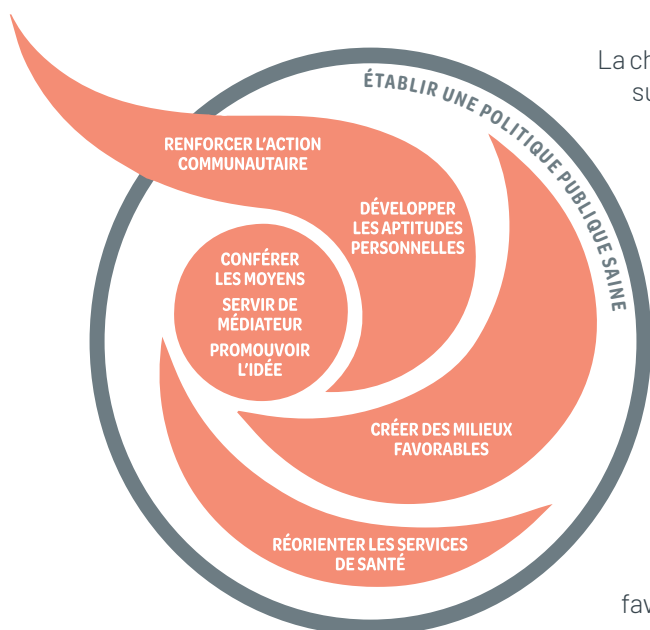 La ch
su
ÉTABLIR UNE POLITIQUE PUBLIQUE SAINE
RENFORCER L'ACTION
COMMUNAUTAIRE
DÉVELOPPER
LES APTITUDES
PERSONNELLES
CONFÉRER
LES MOYENS
SERVIR DE
MÉDIATEUR
PROMOUVOIR
L'IDÉE
CRÉER DES MILIEUX
FAVORABLES
RÉORIENTER LES SERVICES
DE SANTÉ
fav